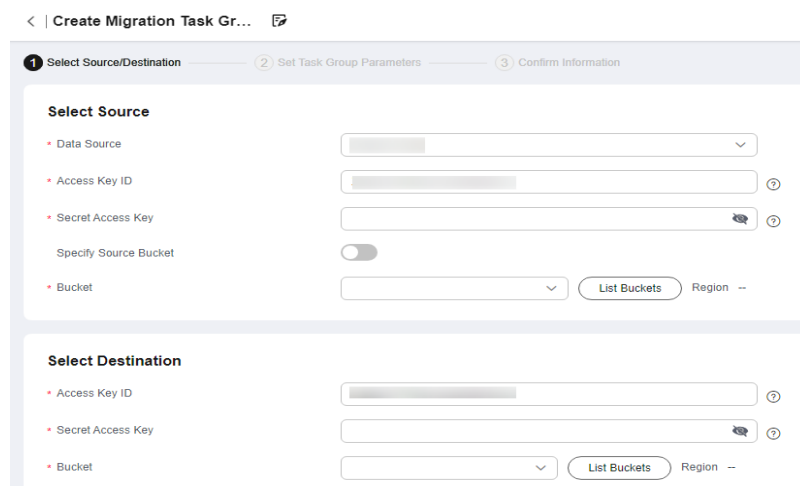 Create Migration Task Gr...
1 Select Source/Destination 2 Set Task Group Parameters 3 Confirm Information
Select Source
* Data Source
* Access Key ID ?
* Secret Access Key ?
Specify Source Bucket
* Bucket List Buckets Region --
Select Destination
* Access Key ID ?
* Secret Access Key ?
* Bucket List Buckets Region --